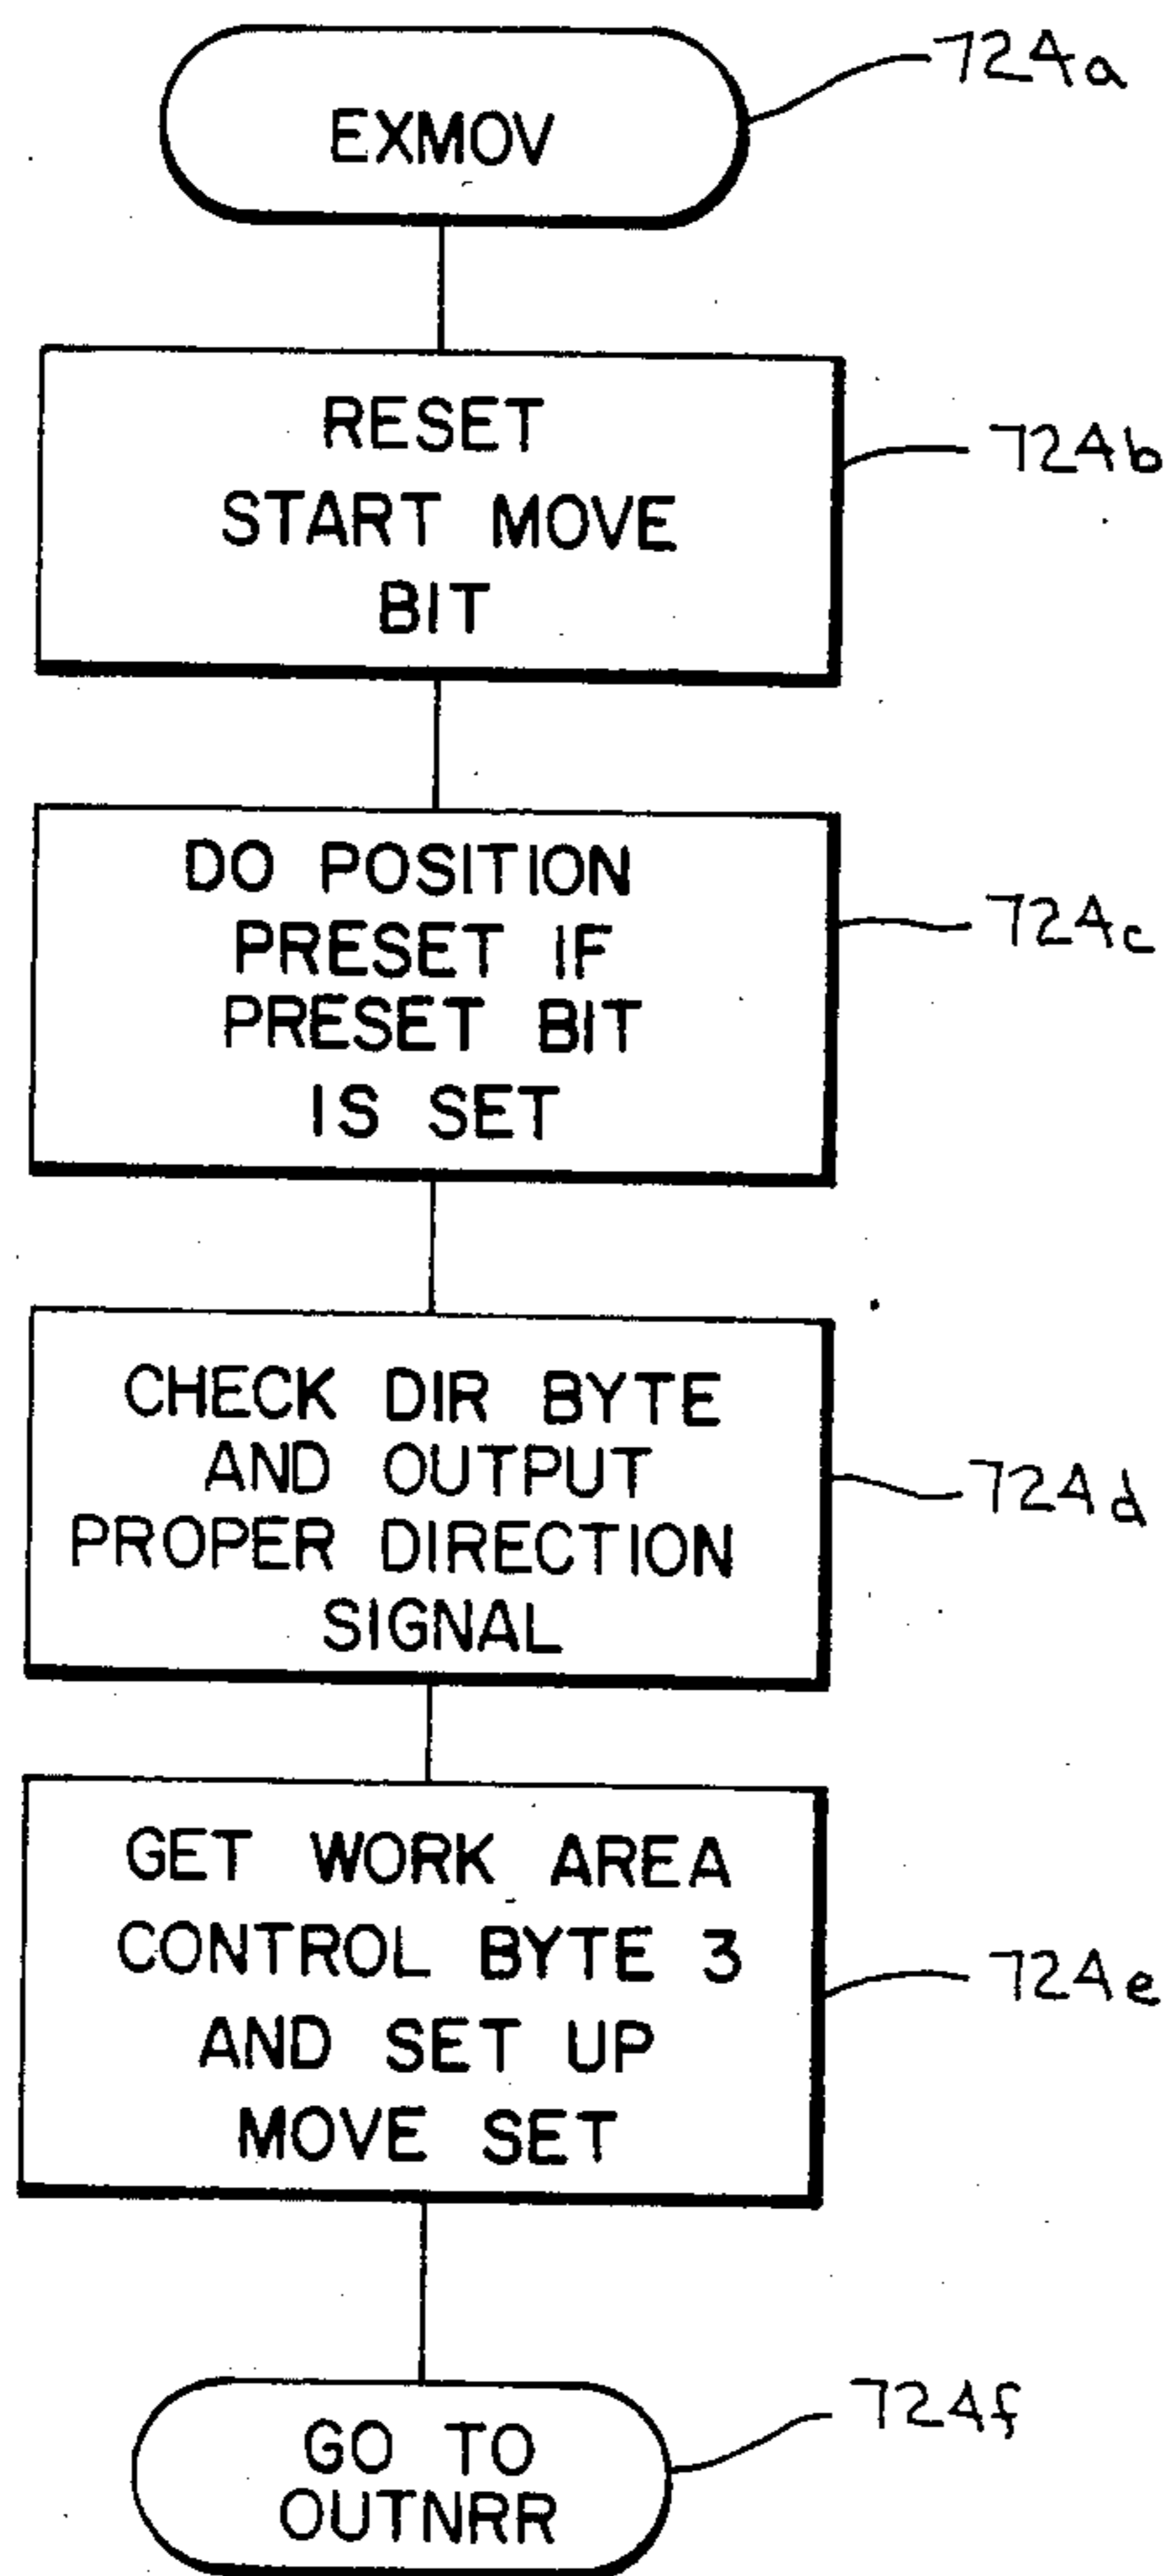 EXMOV
724a
RESET
START MOVE
BIT
724b
DO POSITION
PRESET IF
PRESET BIT
IS SET
724c
CHECK DIR BYTE
AND OUTPUT
PROPER DIRECTION
SIGNAL
724d
GET WORK AREA
CONTROL BYTE 3
AND SET UP
MOVE SET
724e
GO TO
OUTNRR
724f